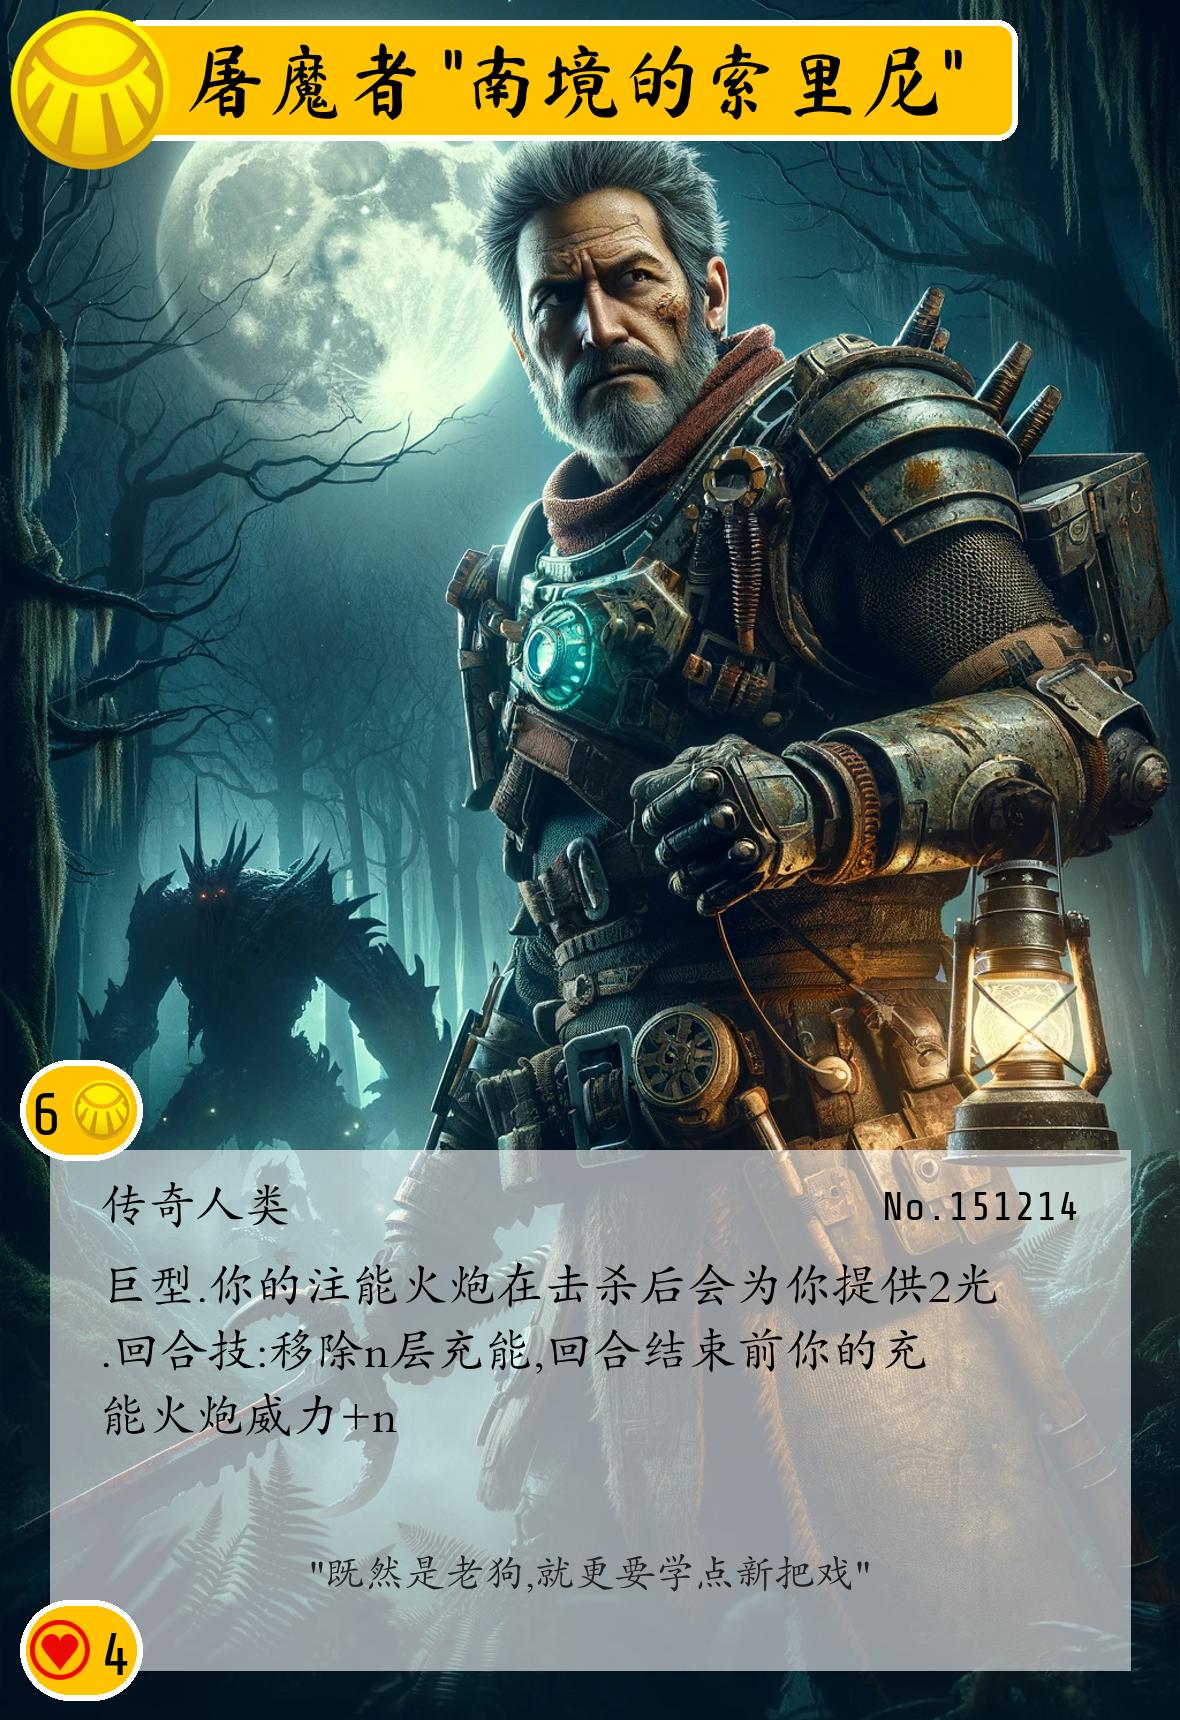 屠魔者"南境的索里尼"
6
传奇人类
No.151214
巨型.你的注能火炮在击杀后会为你提供2光
.回合技:移除n层充能,回合结束前你的充
能火炮威力+n
"既然是老狗,就更要学点新把戏"
4